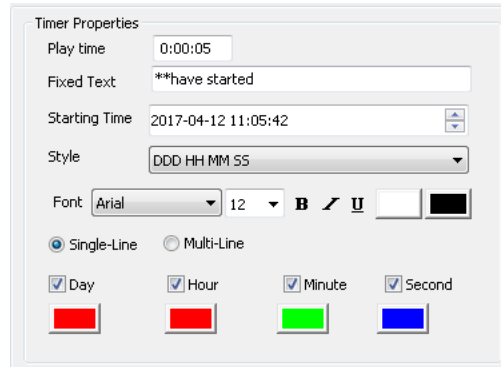 Timer Properties
Play time 0:00:05
Fixed Text **have started
Starting Time 2017-04-12 11:05:42
Style DDD HH MM SS
Font Arial 12 B I U
Single-Line Multi-Line
Day Hour Minute Second